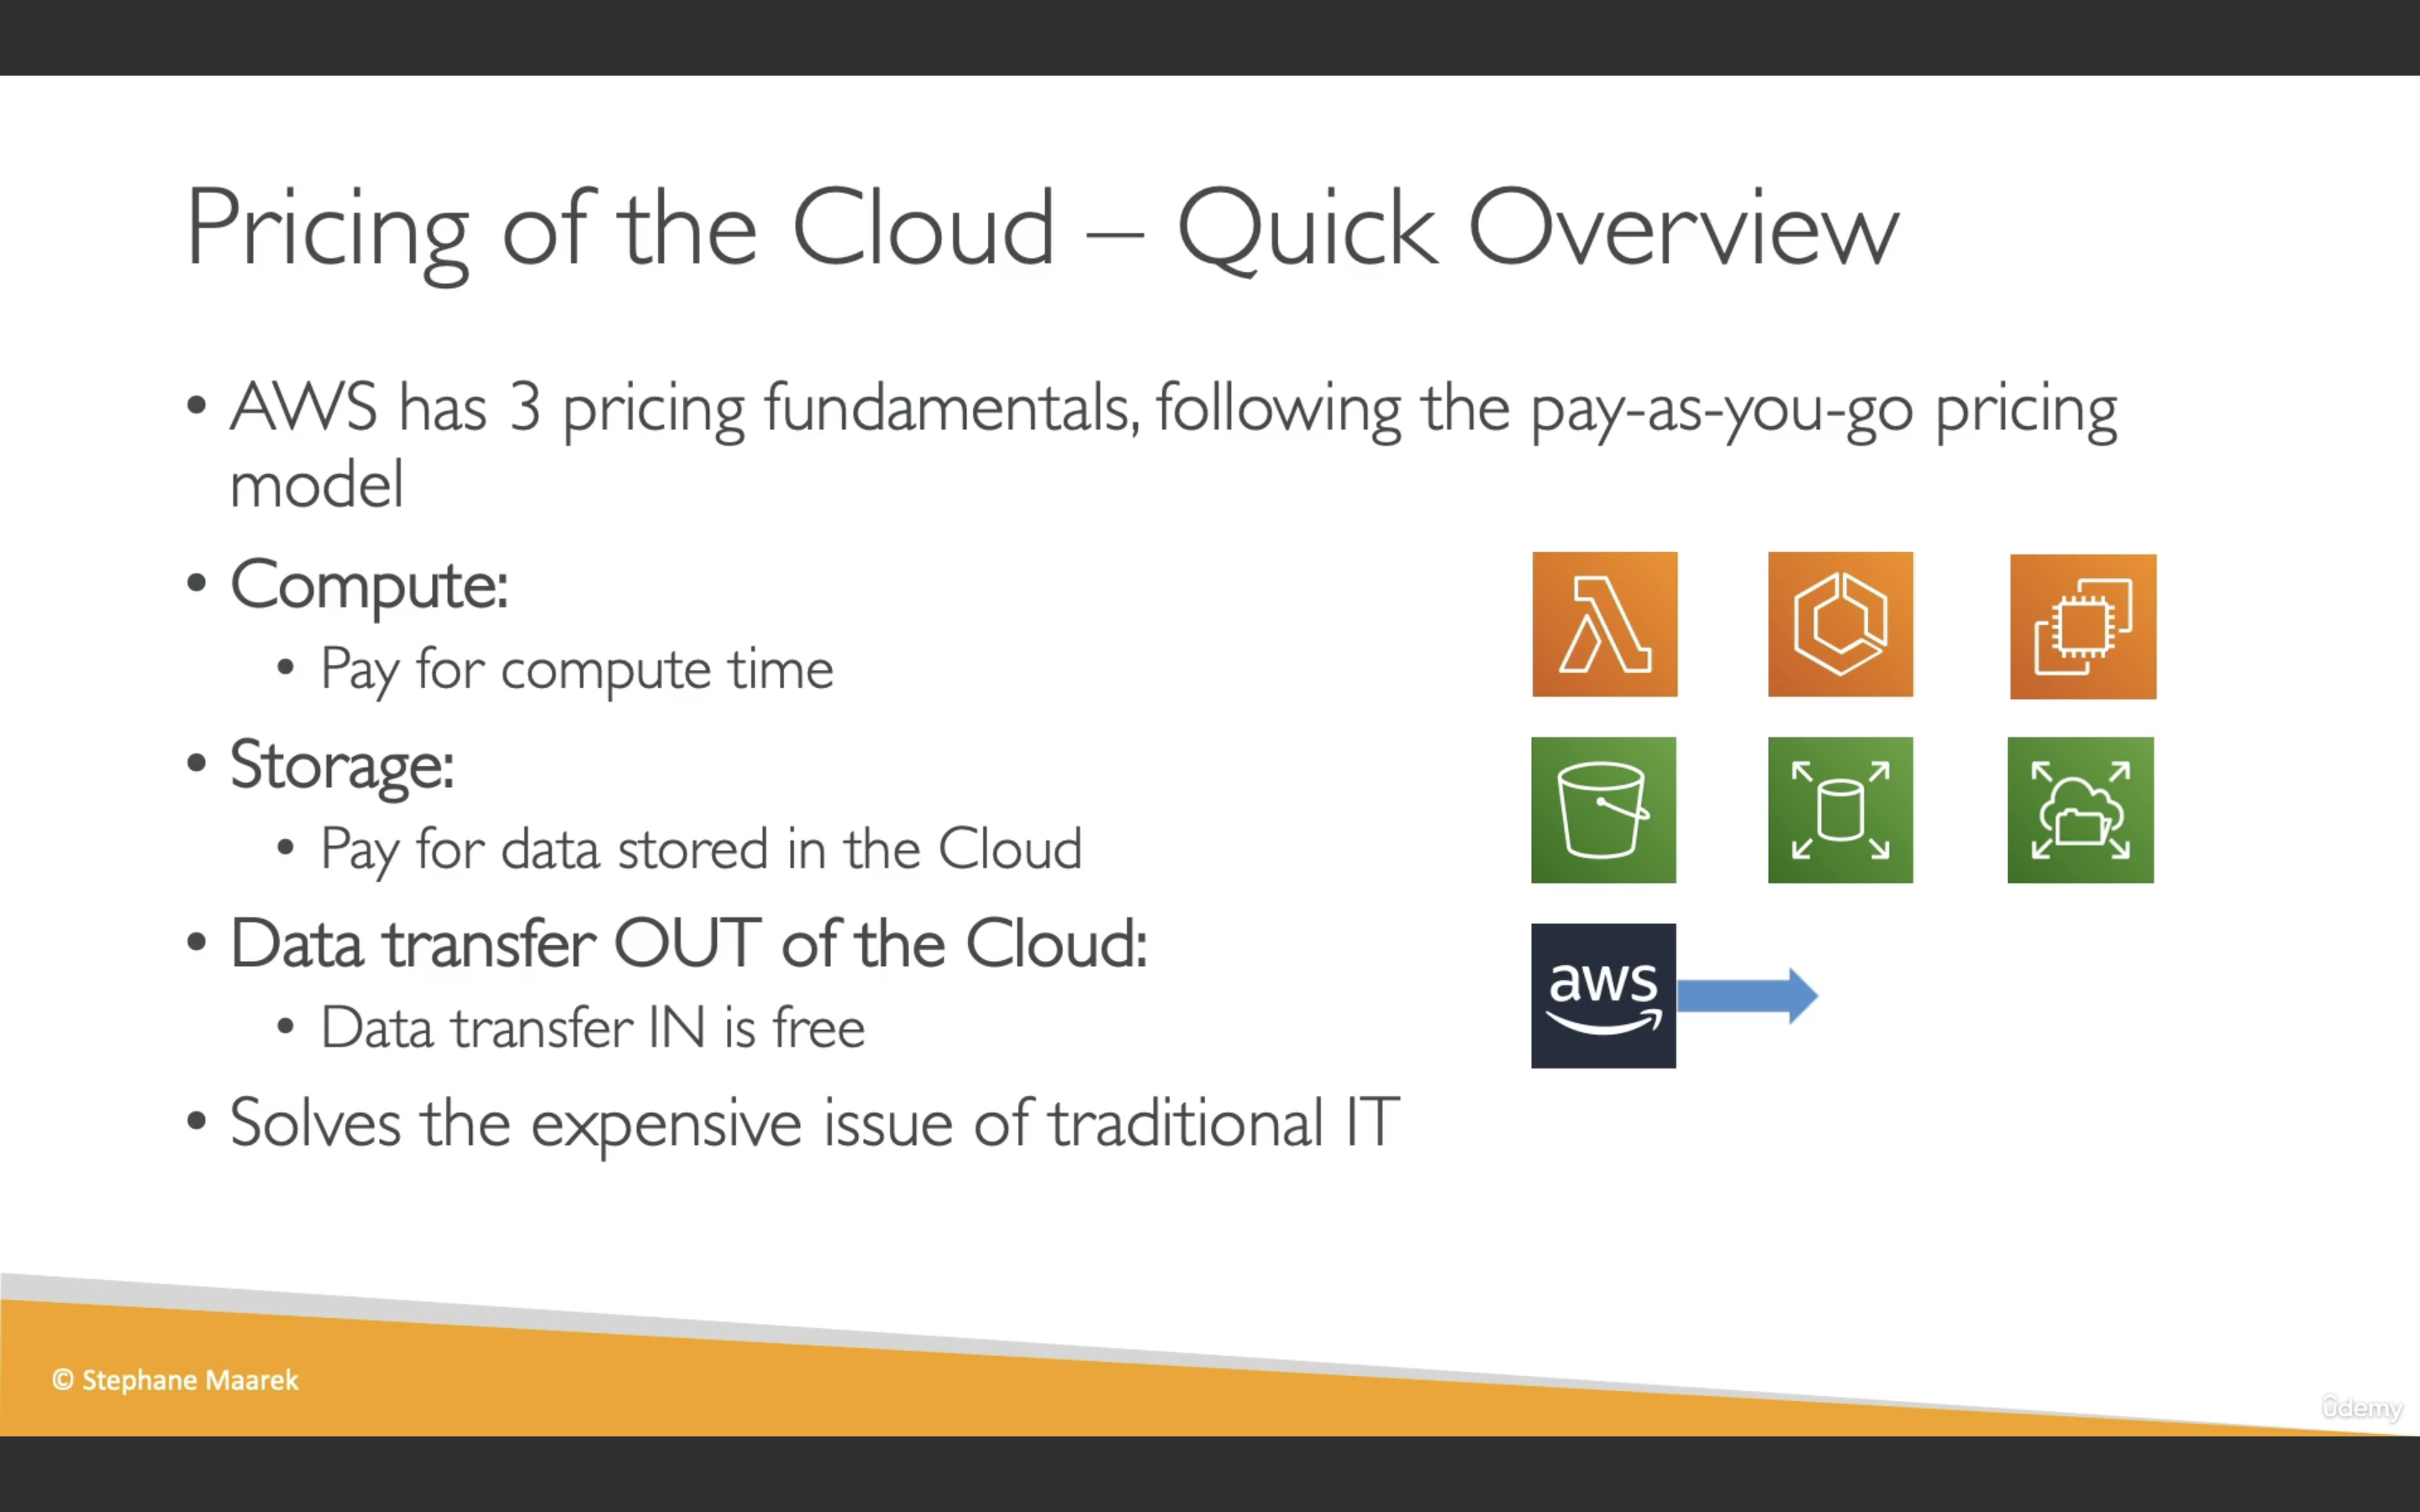 Pricing of the Cloud – Quick Overview
• AWS has 3 pricing fundamentals, following the pay-as-you-go pricing
model
• Compute:
• Pay for compute time
• Storage:
• Pay for data stored in the Cloud
• Data transfer OUT of the Cloud:
• Data transfer IN is free
aws
• Solves the expensive issue of traditional IT
© Stephane Maarek
ûdemy